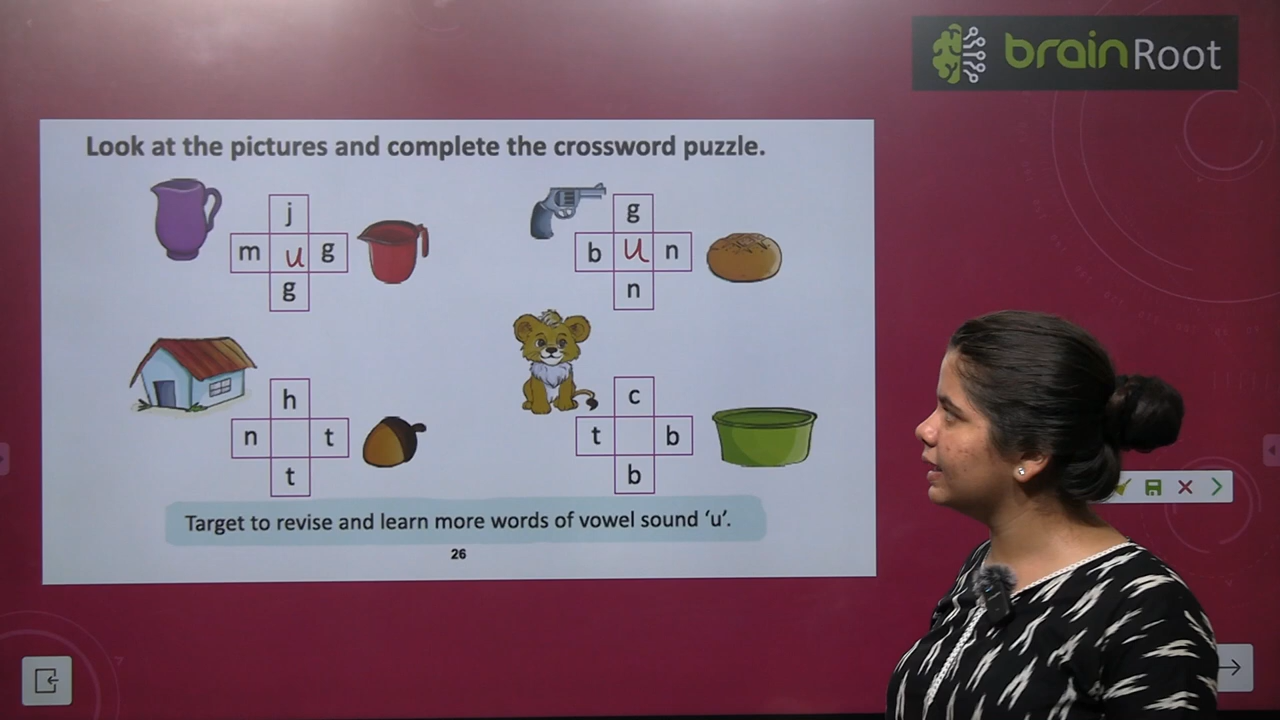 brainRoot
Look at the pictures and complete the crossword puzzle.
j
m u g
g
g
b u n
n
h
n t
t
c
t b
b
Target to revise and learn more words of vowel sound ‘u’.
26